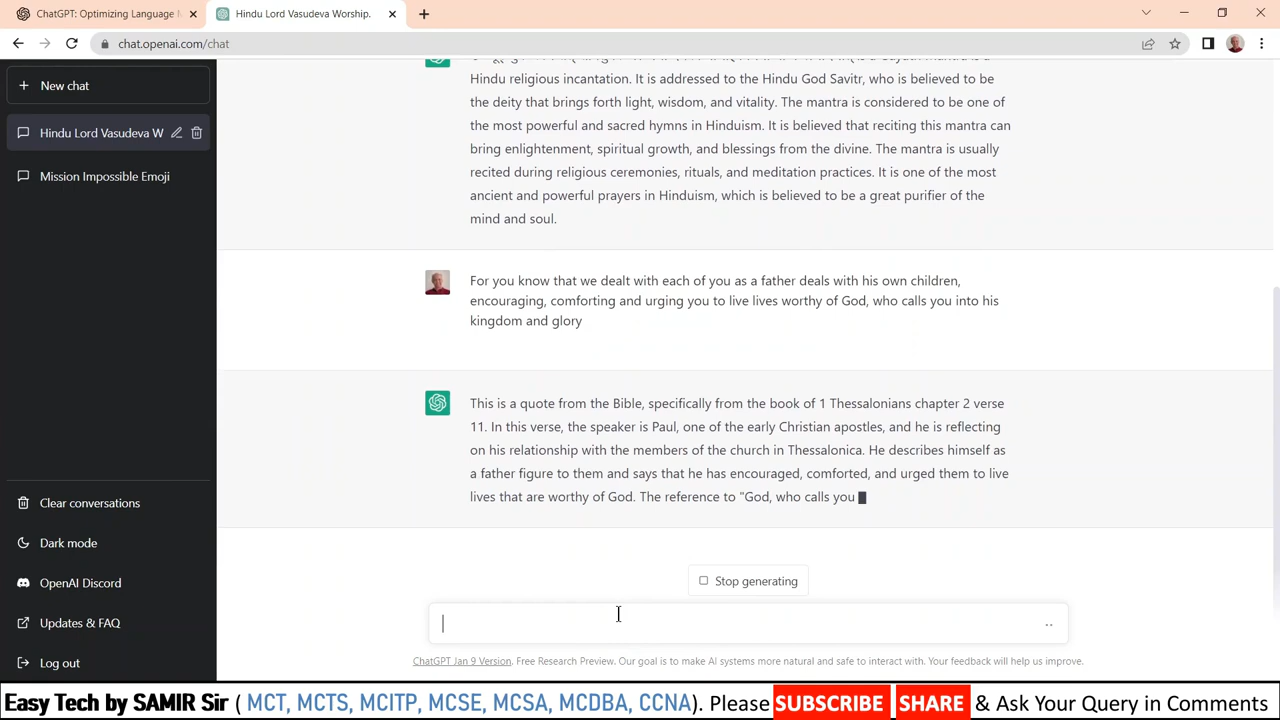 ChatGPT: Optimizing Language M
Hindu Lord Vasudeva Worship.
chat.openai.com/chat
New chat
Hindu Lord Vasudeva W
Mission Impossible Emoji
Clear conversations
Dark mode
OpenAI Discord
Updates & FAQ
Log out
Hindu religious incantation. It is addressed to the Hindu God Savitr, who is believed to be
the deity that brings forth light, wisdom, and vitality. The mantra is considered to be one of
the most powerful and sacred hymns in Hinduism. It is believed that reciting this mantra can
bring enlightenment, spiritual growth, and blessings from the divine. The mantra is usually
recited during religious ceremonies, rituals, and meditation practices. It is one of the most
ancient and powerful prayers in Hinduism, which is believed to be a great purifier of the
mind and soul.
For you know that we dealt with each of you as a father deals with his own children,
encouraging, comforting and urging you to live lives worthy of God, who calls you into his
kingdom and glory
This is a quote from the Bible, specifically from the book of 1 Thessalonians chapter 2 verse
11. In this verse, the speaker is Paul, one of the early Christian apostles, and he is reflecting
on his relationship with the members of the church in Thessalonica. He describes himself as
a father figure to them and says that he has encouraged, comforted, and urged them to live
lives that are worthy of God. The reference to "God, who calls you
Stop generating
ChatGPT Jan 9 Version. Free Research Preview. Our goal is to make AI systems more natural and safe to interact with. Your feedback will help us improve.
Easy Tech by SAMIR Sir ( MCT, MCTS, MCITP, MCSE, MCSA, MCDBA, CCNA). Please SUBSCRIBE SHARE & Ask Your Query in Comments